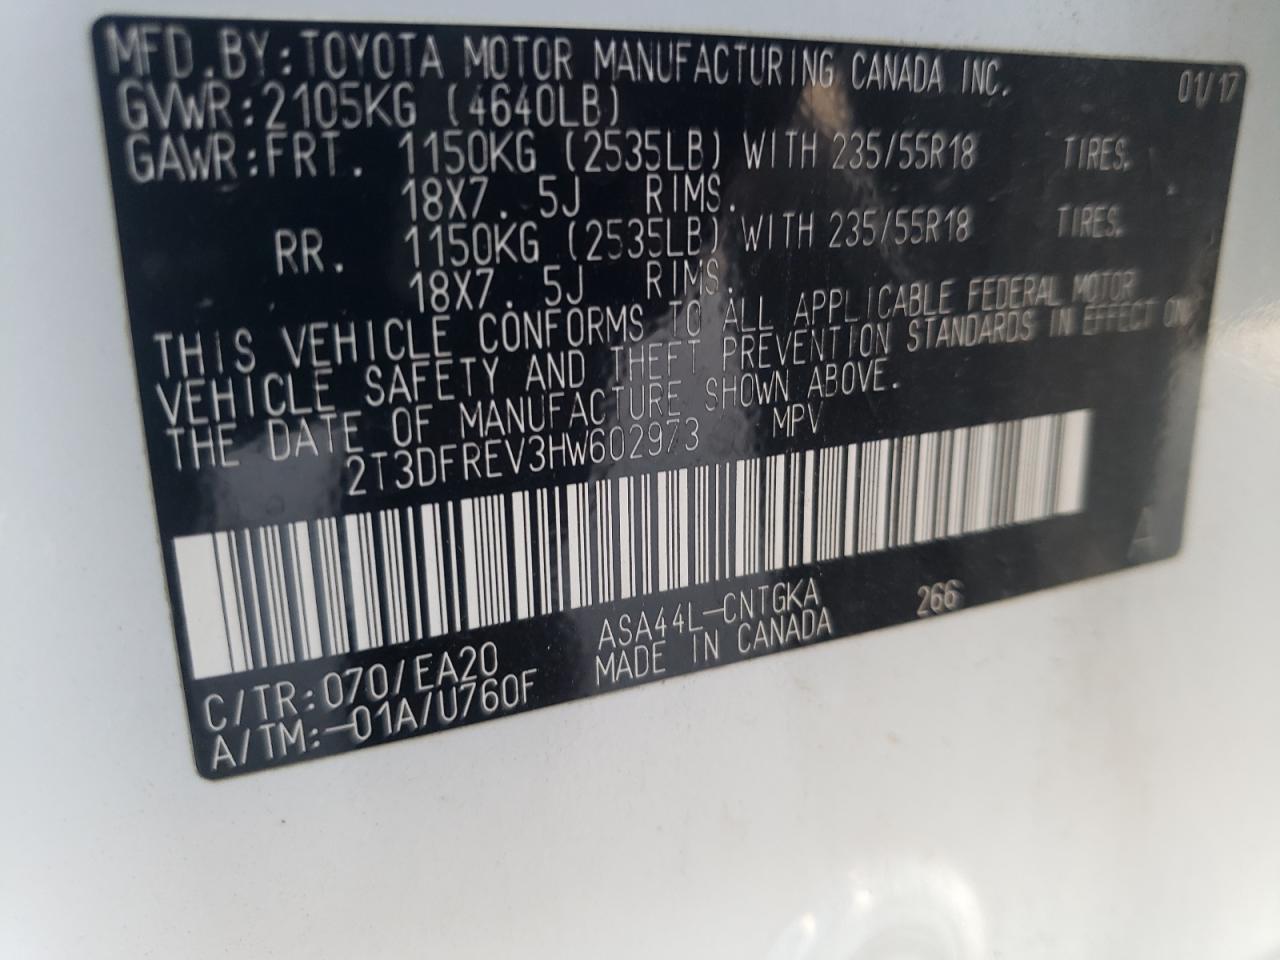 MFD.BY:TOYOTA MOTOR MANUFACTURING CANADA INC. 01/17
GVWR:2105KG (4640LB)
GAWR:FRT. 1150KG (2535LB) WITH 235/55R18 TIRES.
18X7.5J RIMS.
RR. 1150KG (2535LB) WITH 235/55R18 TIRES.
18X7.5J RIMS.
THIS VEHICLE CONFORMS TO ALL APPLICABLE FEDERAL MOTOR
VEHICLE SAFETY AND THEFT PREVENTION STANDARDS IN EFFECT ON
THE DATE OF MANUFACTURE SHOWN ABOVE.
2T3DFREV3HW602973 MPV
A
ASA44L-CNTGKA 266
MADE IN CANADA
C/TR:070/EA20
A/TM:-01A/U760F